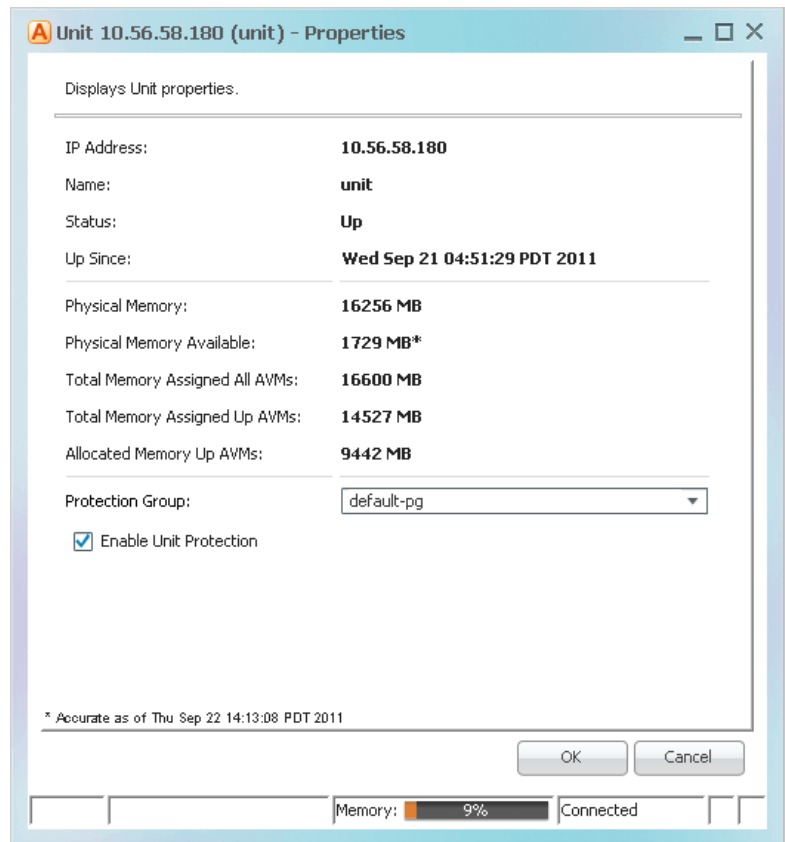 A Unit 10.56.58.180 (unit) - Properties
Displays Unit properties.
IP Address: 10.56.58.180
Name: unit
Status: Up
Up Since: Wed Sep 21 04:51:29 PDT 2011
Physical Memory: 16256 MB
Physical Memory Available: 1729 MB*
Total Memory Assigned All AVMs: 16600 MB
Total Memory Assigned Up AVMs: 14527 MB
Allocated Memory Up AVMs: 9442 MB
Protection Group: default-pg
Enable Unit Protection
* Accurate as of Thu Sep 22 14:13:08 PDT 2011
OK Cancel
Memory: 9% Connected